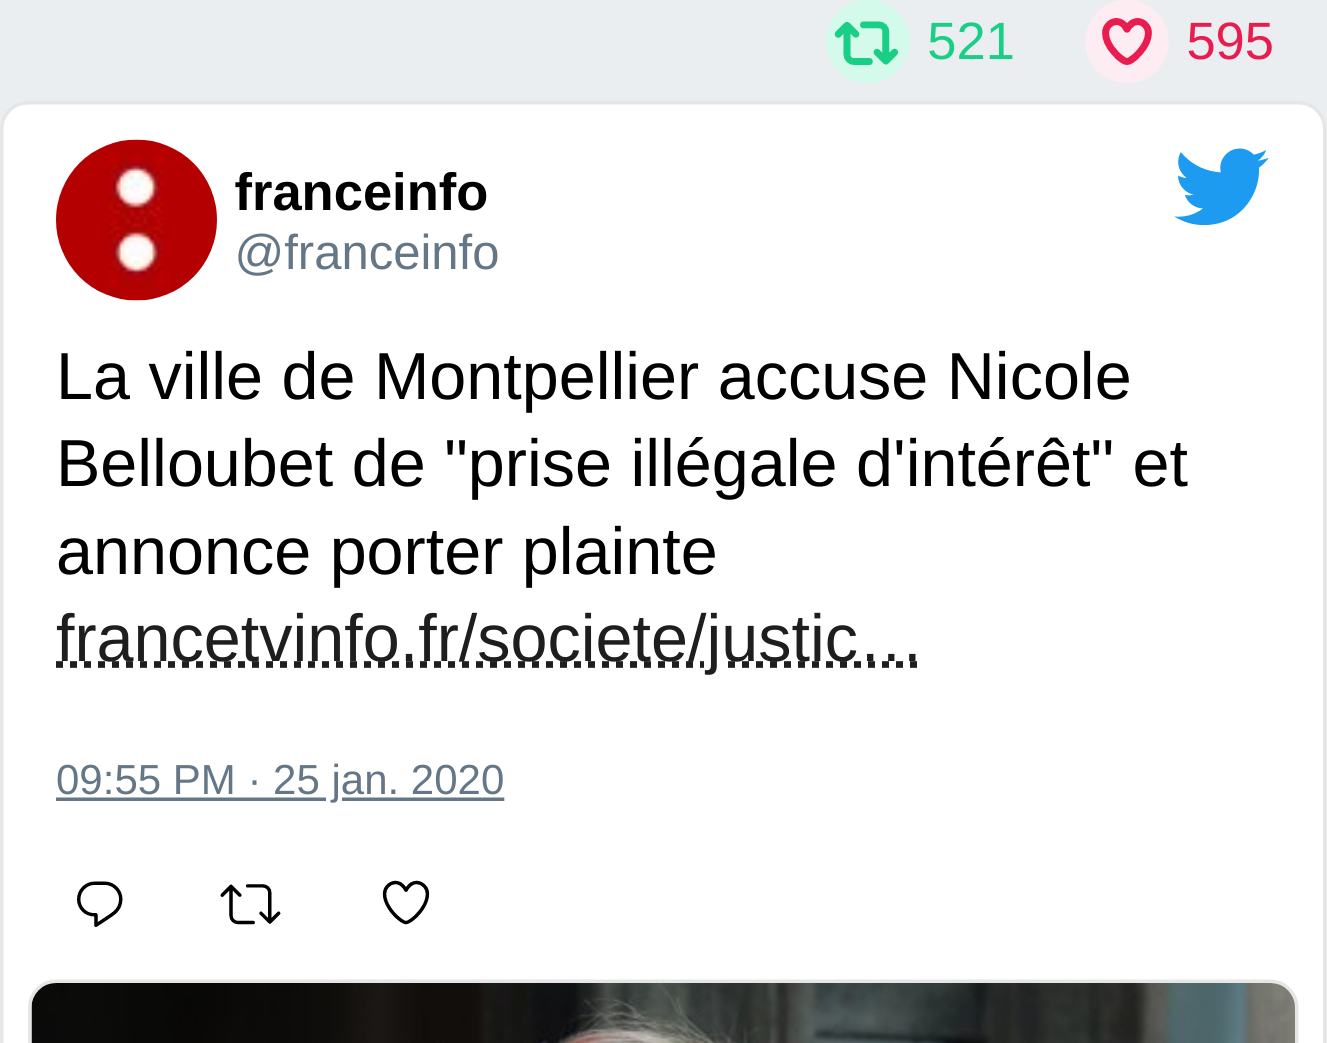 521 595
franceinfo
@franceinfo
La ville de Montpellier accuse Nicole
Belloubet de "prise illégale d'intérêt" et
annonce porter plainte
francetvinfo.fr/societe/justic…
09:55 PM · 25 jan. 2020